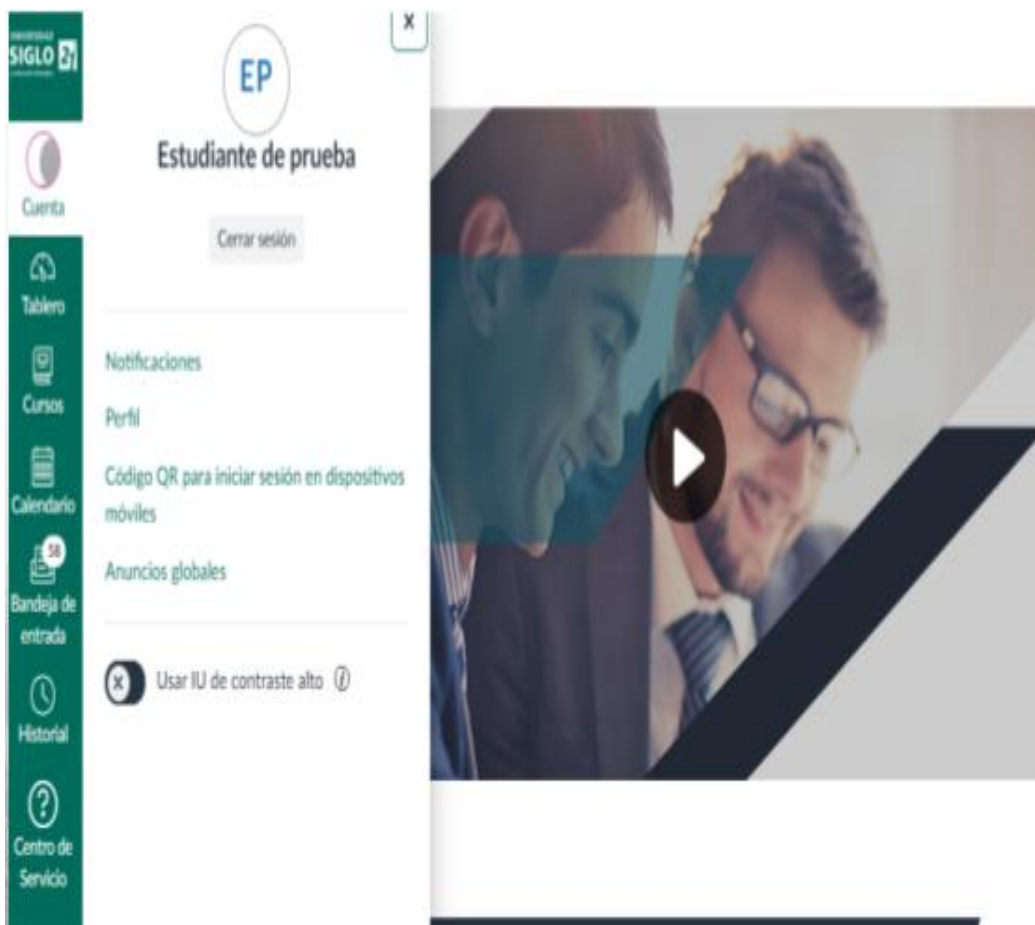 UNIVERSIDAD
SIGLO 21
Cuenta
Tablero
Cursos
Calendario
58
Bandeja de
entrada
Historial
Centro de
Servicio
X
EP
Estudiante de prueba
Cerrar sesión
Notificaciones
Perfil
Código QR para iniciar sesión en dispositivos
móviles
Anuncios globales
Usar IU de contraste alto